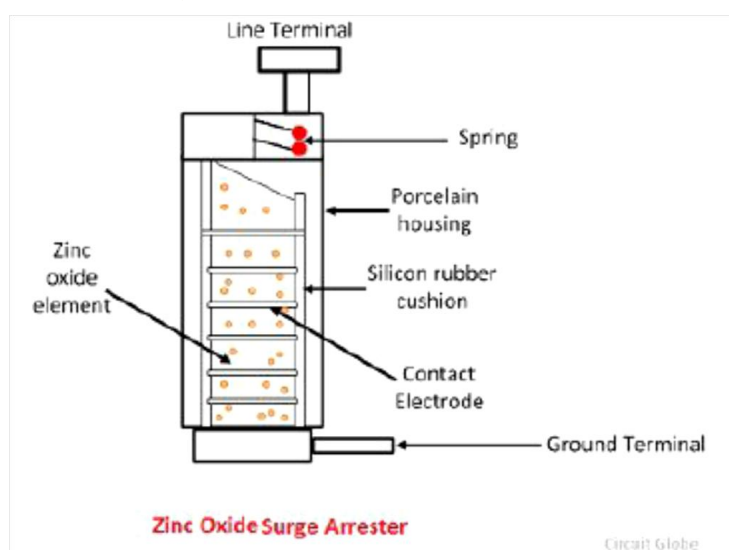 Line Terminal
Spring
Porcelain
housing
Zinc
oxide
element
Silicon rubber
cushion
Contact
Electrode
Ground Terminal
Zinc Oxide Surge Arrester
Circuit Globe